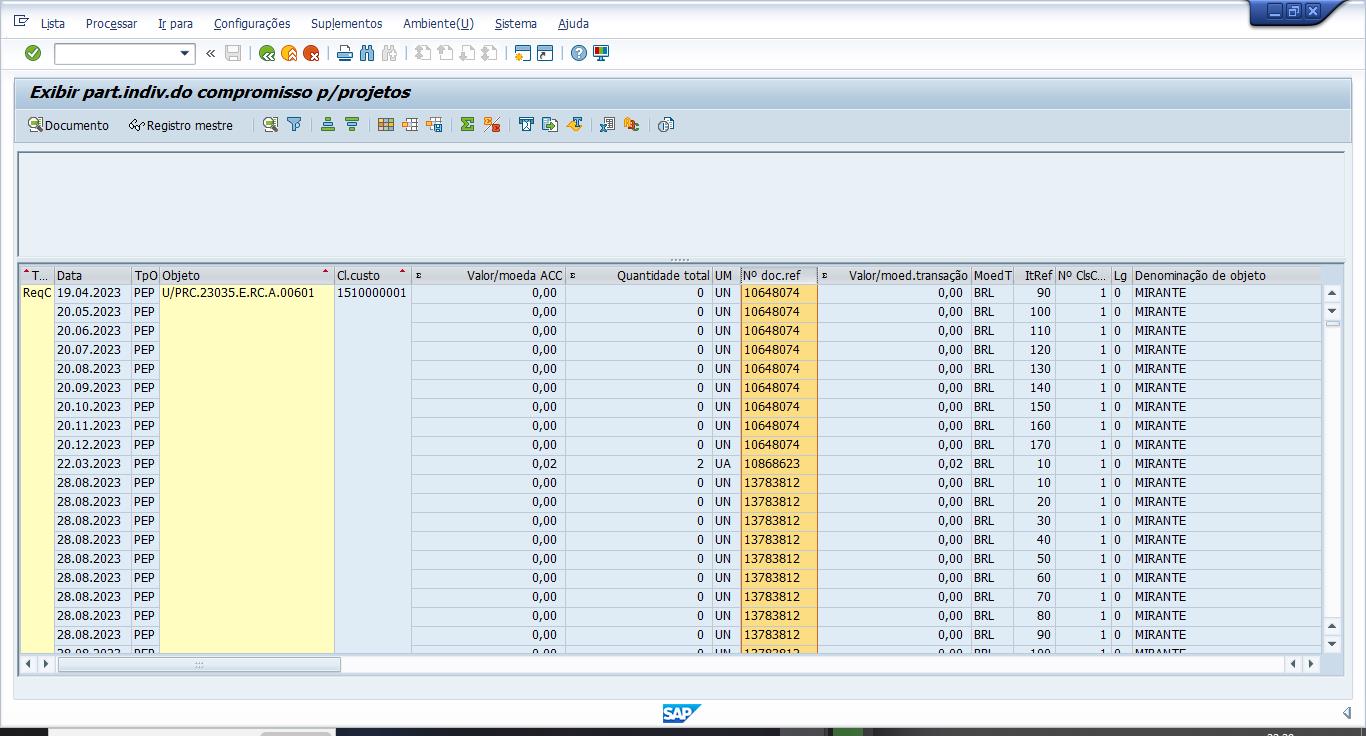 Lista Processar Ir para Configurações Suplementos Ambiente(U) Sistema Ajuda
Exibir part.indiv.do compromisso p/projetos
Documento Registro mestre
T... Data TpO Objeto Cl.custo Σ Valor/moeda ACC Σ Quantidade total UM Nº doc.ref Σ Valor/moed.transação MoedT ItRef Nº ClsC... Lg Denominação de objeto
ReqC 19.04.2023 PEP U/PRC.23035.E.RC.A.00601 1510000001 0,00 0 UN 10648074 0,00 BRL 90 1 0 MIRANTE
20.05.2023 PEP 0,00 0 UN 10648074 0,00 BRL 100 1 0 MIRANTE
20.06.2023 PEP 0,00 0 UN 10648074 0,00 BRL 110 1 0 MIRANTE
20.07.2023 PEP 0,00 0 UN 10648074 0,00 BRL 120 1 0 MIRANTE
20.08.2023 PEP 0,00 0 UN 10648074 0,00 BRL 130 1 0 MIRANTE
20.09.2023 PEP 0,00 0 UN 10648074 0,00 BRL 140 1 0 MIRANTE
20.10.2023 PEP 0,00 0 UN 10648074 0,00 BRL 150 1 0 MIRANTE
20.11.2023 PEP 0,00 0 UN 10648074 0,00 BRL 160 1 0 MIRANTE
20.12.2023 PEP 0,00 0 UN 10648074 0,00 BRL 170 1 0 MIRANTE
22.03.2023 PEP 0,02 2 UA 10868623 0,02 BRL 10 1 0 MIRANTE
28.08.2023 PEP 0,00 0 UN 13783812 0,00 BRL 10 1 0 MIRANTE
28.08.2023 PEP 0,00 0 UN 13783812 0,00 BRL 20 1 0 MIRANTE
28.08.2023 PEP 0,00 0 UN 13783812 0,00 BRL 30 1 0 MIRANTE
28.08.2023 PEP 0,00 0 UN 13783812 0,00 BRL 40 1 0 MIRANTE
28.08.2023 PEP 0,00 0 UN 13783812 0,00 BRL 50 1 0 MIRANTE
28.08.2023 PEP 0,00 0 UN 13783812 0,00 BRL 60 1 0 MIRANTE
28.08.2023 PEP 0,00 0 UN 13783812 0,00 BRL 70 1 0 MIRANTE
28.08.2023 PEP 0,00 0 UN 13783812 0,00 BRL 80 1 0 MIRANTE
28.08.2023 PEP 0,00 0 UN 13783812 0,00 BRL 90 1 0 MIRANTE
28.08.2023 PEP 0,00 0 UN 13783812 0,00 BRL 100 1 0 MIRANTE
SAP